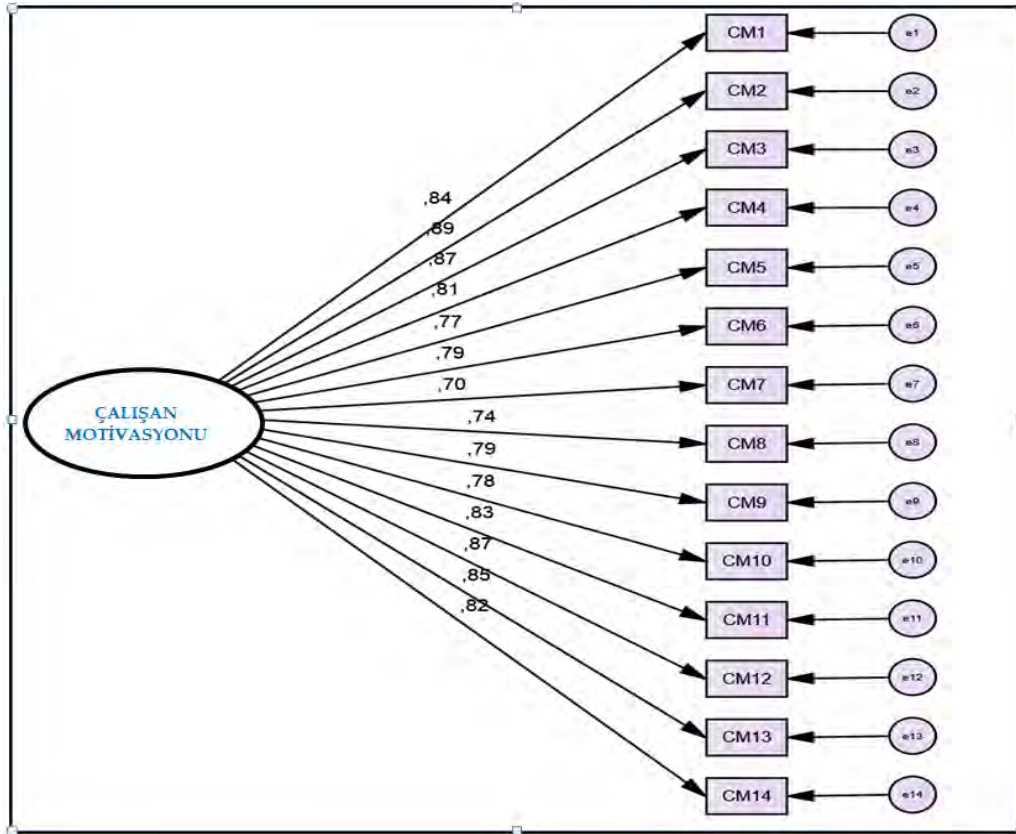 CM1
e1
CM2
e2
CM3
e3
CM4
e4
CM5
e5
CM6
e6
CM7
e7
CM8
e8
CM9
e9
CM10
e10
CM11
e11
CM12
e12
CM13
e13
CM14
e14
,84
,89
,87
,81
,77
,79
,70
,74
,79
,78
,83
,87
,85
,82
ÇALIŞAN
MOTİVASYONU